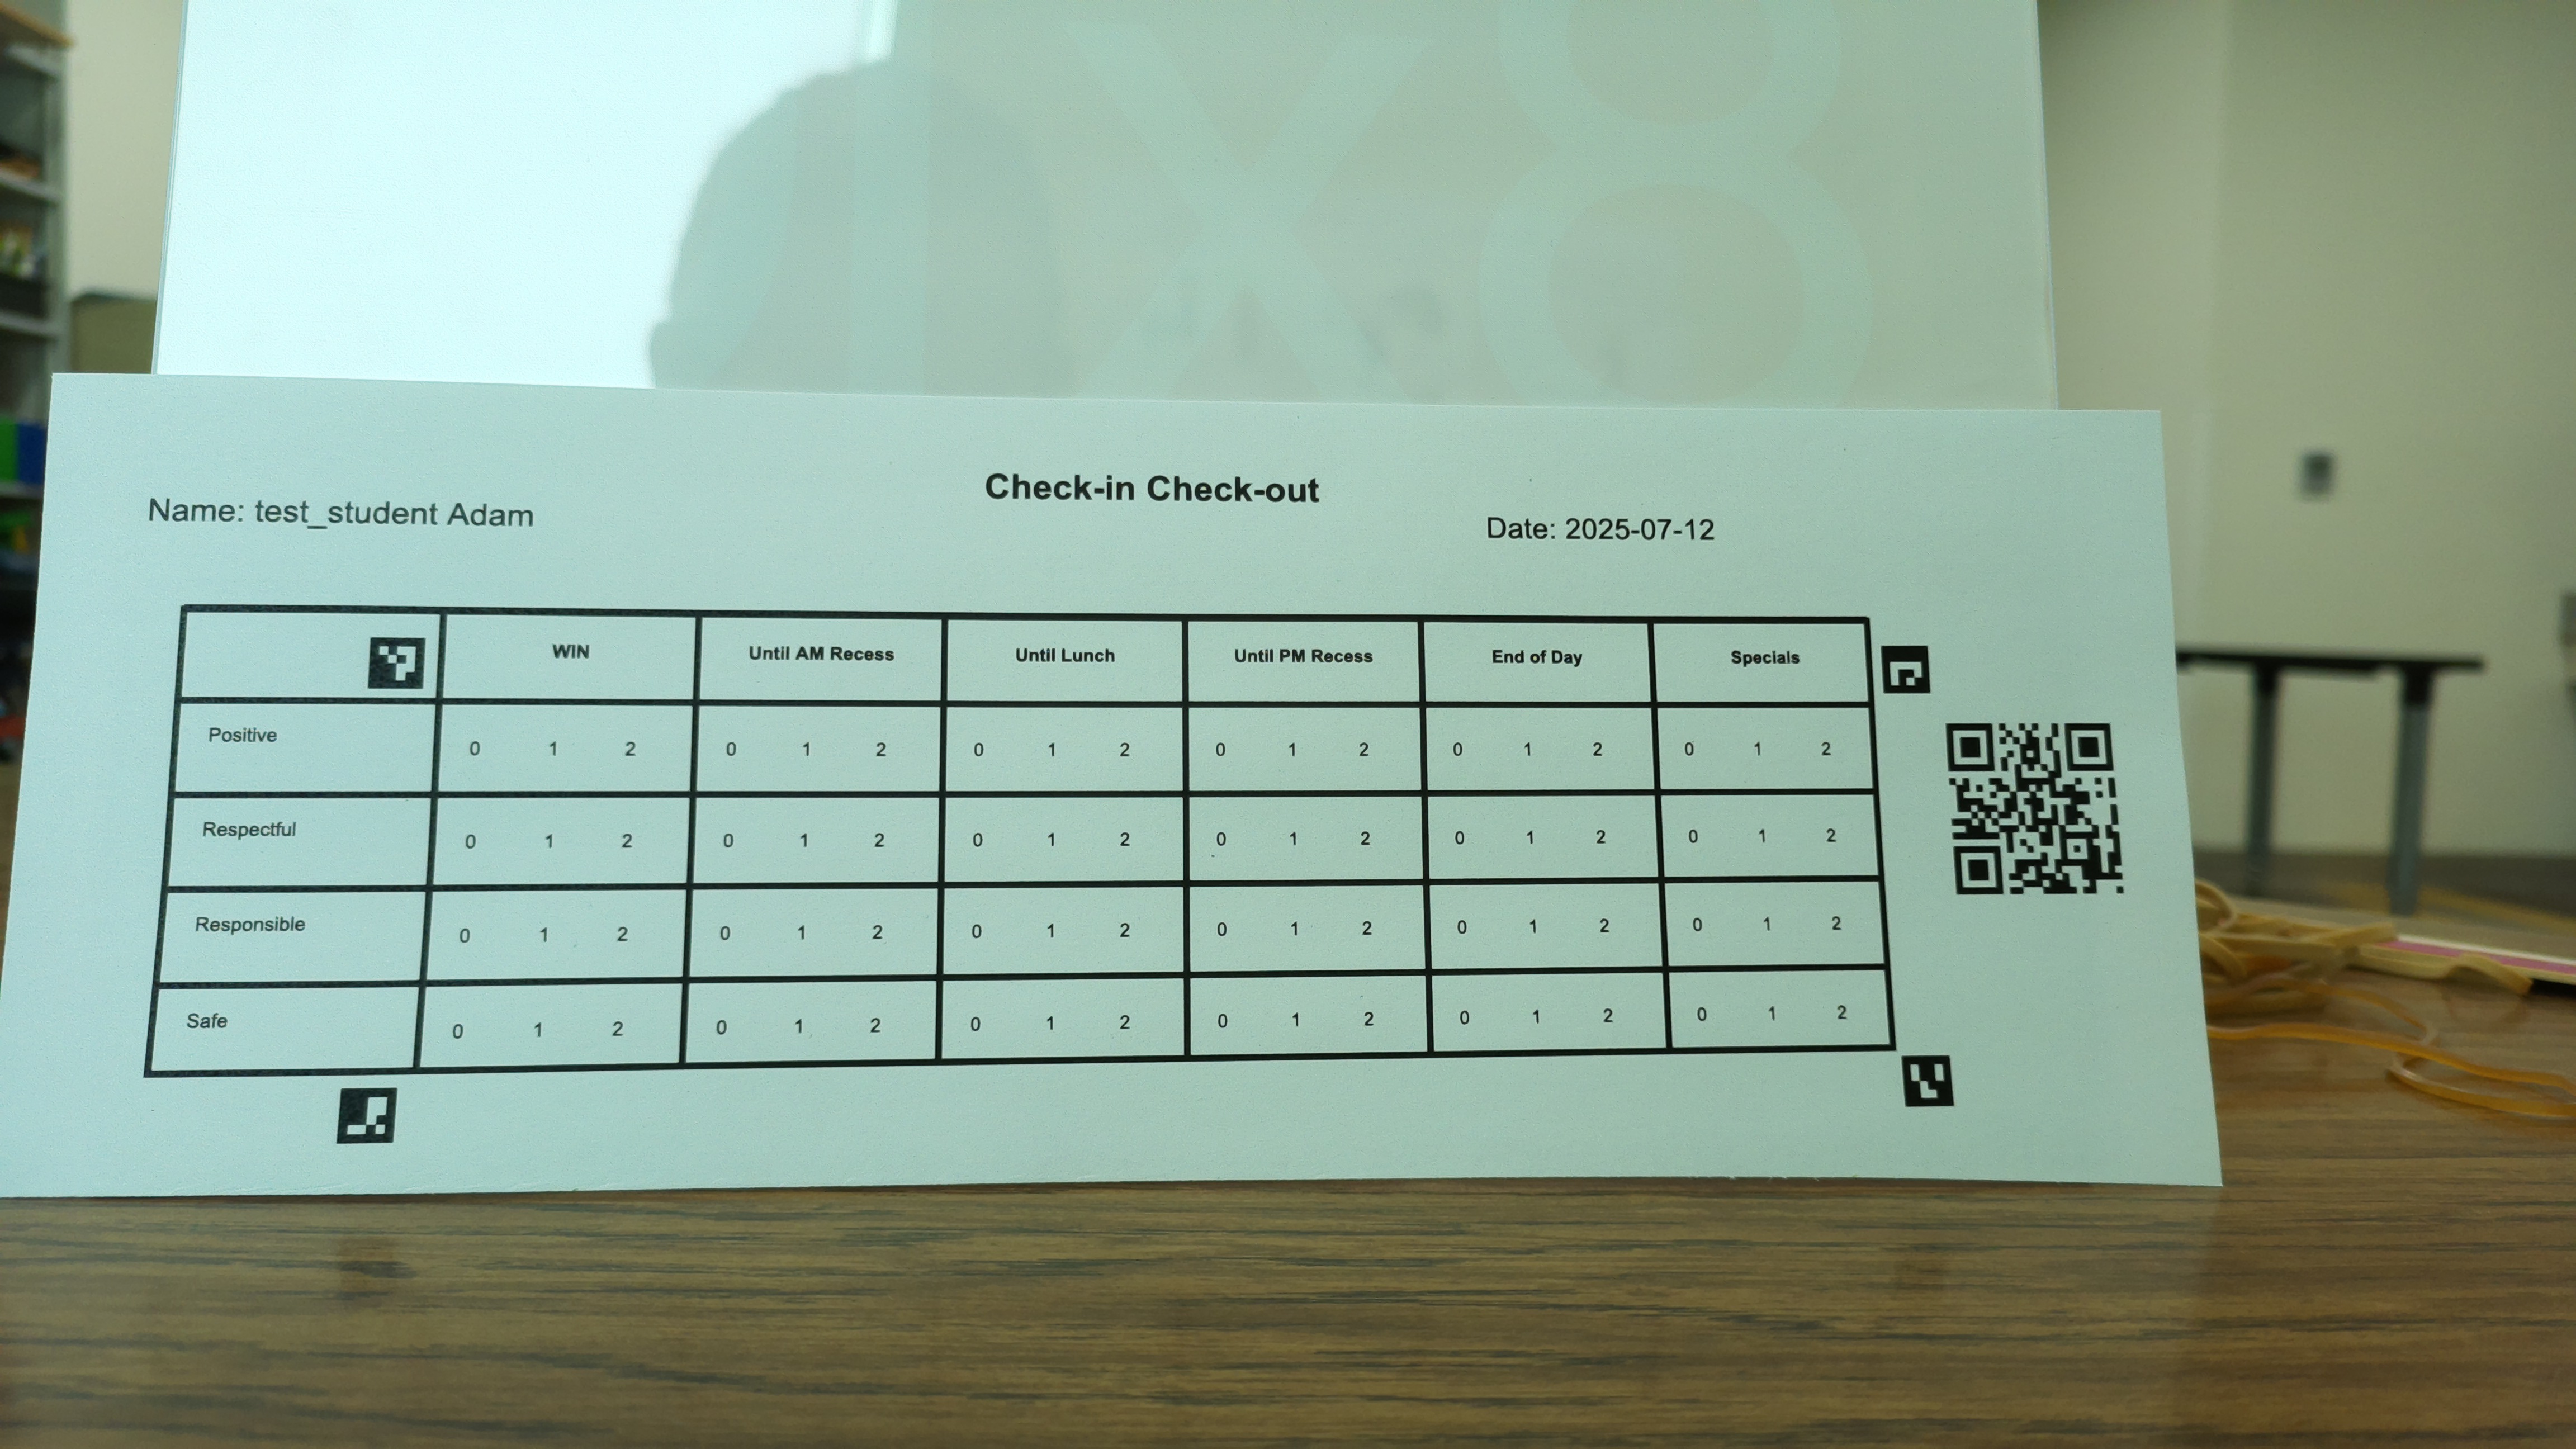 Check-in Check-out
Name: test_student Adam
Date: 2025-07-12
WIN Until AM Recess Until Lunch Until PM Recess End of Day Specials
Positive 0 1 2 0 1 2 0 1 2 0 1 2 0 1 2 0 1 2
Respectful 0 1 2 0 1 2 0 1 2 0 1 2 0 1 2 0 1 2
Responsible 0 1 2 0 1 2 0 1 2 0 1 2 0 1 2 0 1 2
Safe 0 1 2 0 1 2 0 1 2 0 1 2 0 1 2 0 1 2